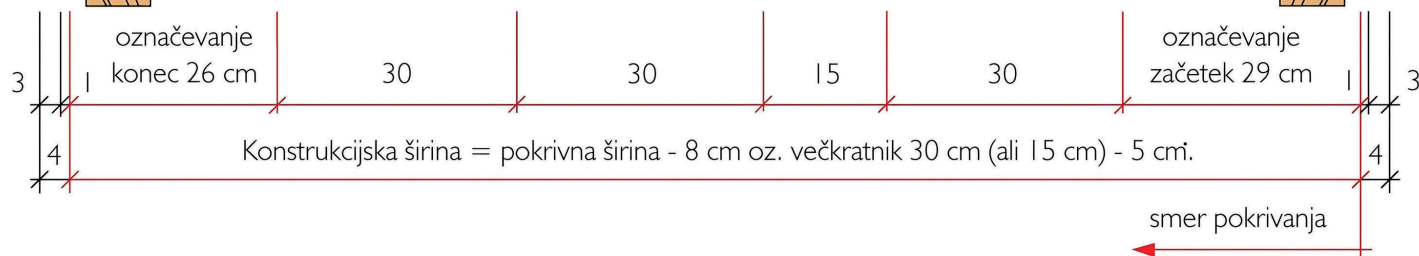 označevanje
konec 26 cm
označevanje
začetek 29 cm
3 1 30 30 15 30 1 3
4 Konstrukcijska širina = pokrivna širina - 8 cm oz. večkratnik 30 cm (ali 15 cm) - 5 cm. 4
smer pokrivanja